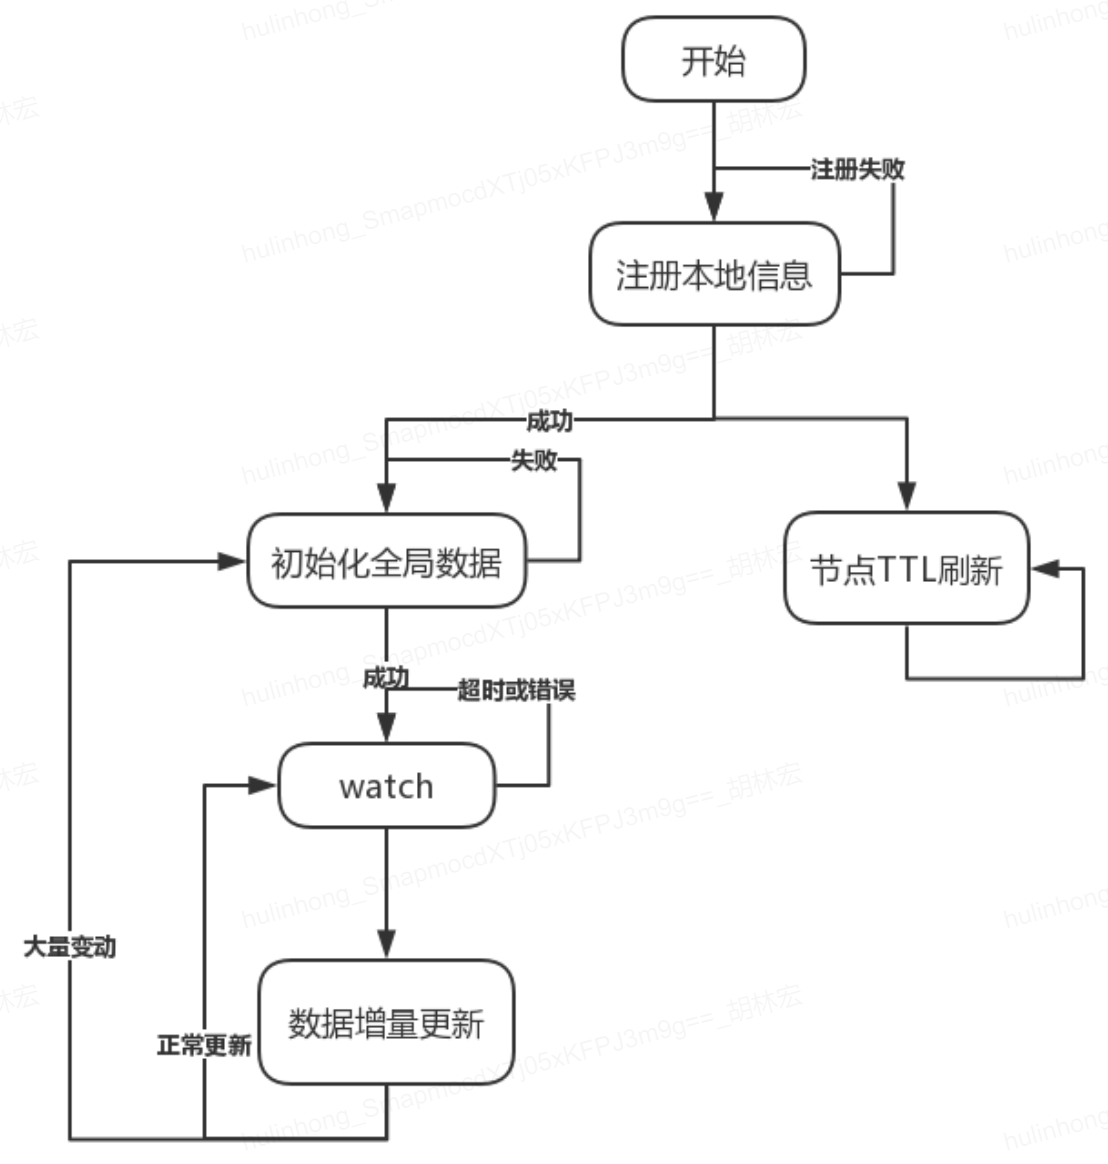 开始
注册失败
注册本地信息
成功
失败
初始化全局数据
节点TTL刷新
成功
超时或错误
watch
大量变动
数据增量更新
正常更新